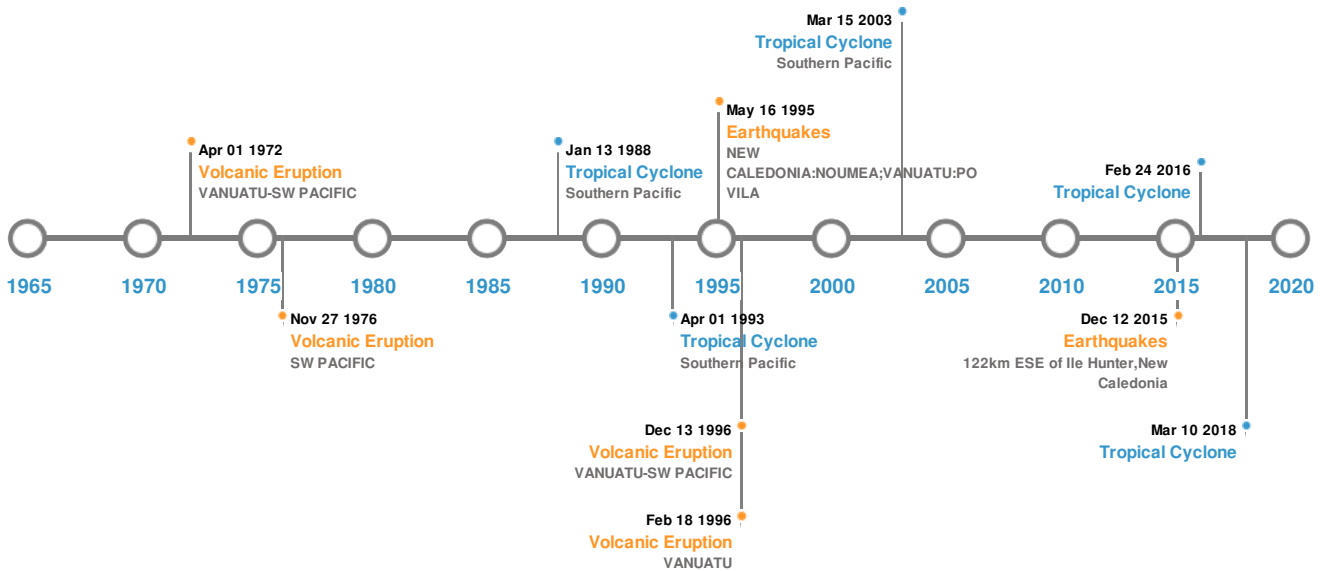 Mar 15 2003
Tropical Cyclone
Southern Pacific
May 16 1995
Earthquakes
NEW
CALEDONIA:NOUMEA;VANUATU:PO
VILA
Apr 01 1972
Volcanic Eruption
VANUATU-SW PACIFIC
Jan 13 1988
Tropical Cyclone
Southern Pacific
Feb 24 2016
Tropical Cyclone
1965 1970 1975 1980 1985 1990 1995 2000 2005 2010 2015 2020
Nov 27 1976
Volcanic Eruption
SW PACIFIC
Apr 01 1993
Tropical Cyclone
Southern Pacific
Dec 12 2015
Earthquakes
122km ESE of Ile Hunter,New
Caledonia
Dec 13 1996
Volcanic Eruption
VANUATU-SW PACIFIC
Mar 10 2018
Tropical Cyclone
Feb 18 1996
Volcanic Eruption
VANUATU